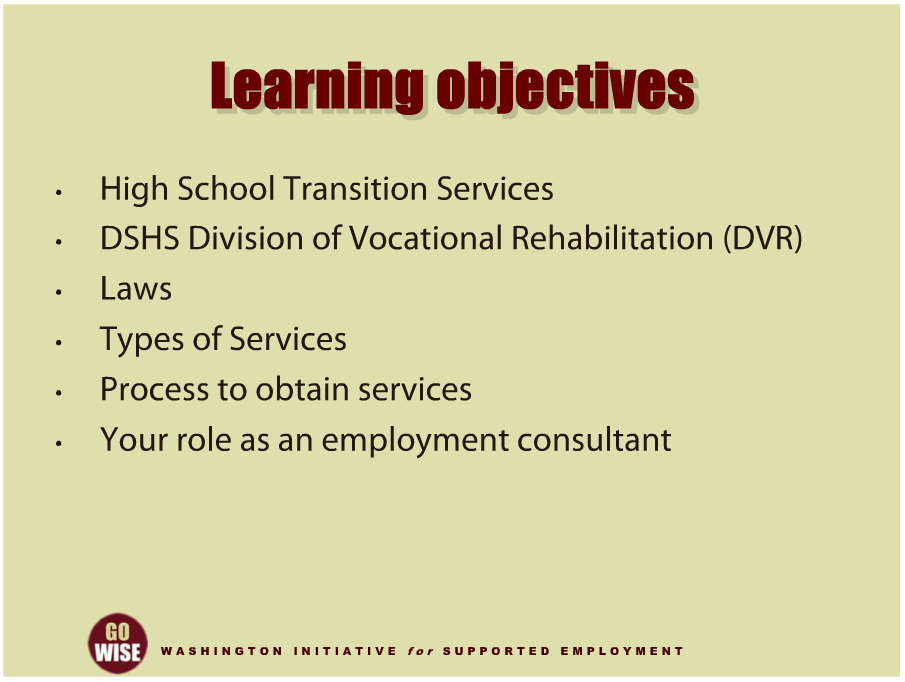 Learning objectives
• High School Transition Services
• DSHS Division of Vocational Rehabilitation (DVR)
• Laws
• Types of Services
• Process to obtain services
• Your role as an employment consultant
GO
WISE
WASHINGTON INITIATIVE for SUPPORTED EMPLOYMENT